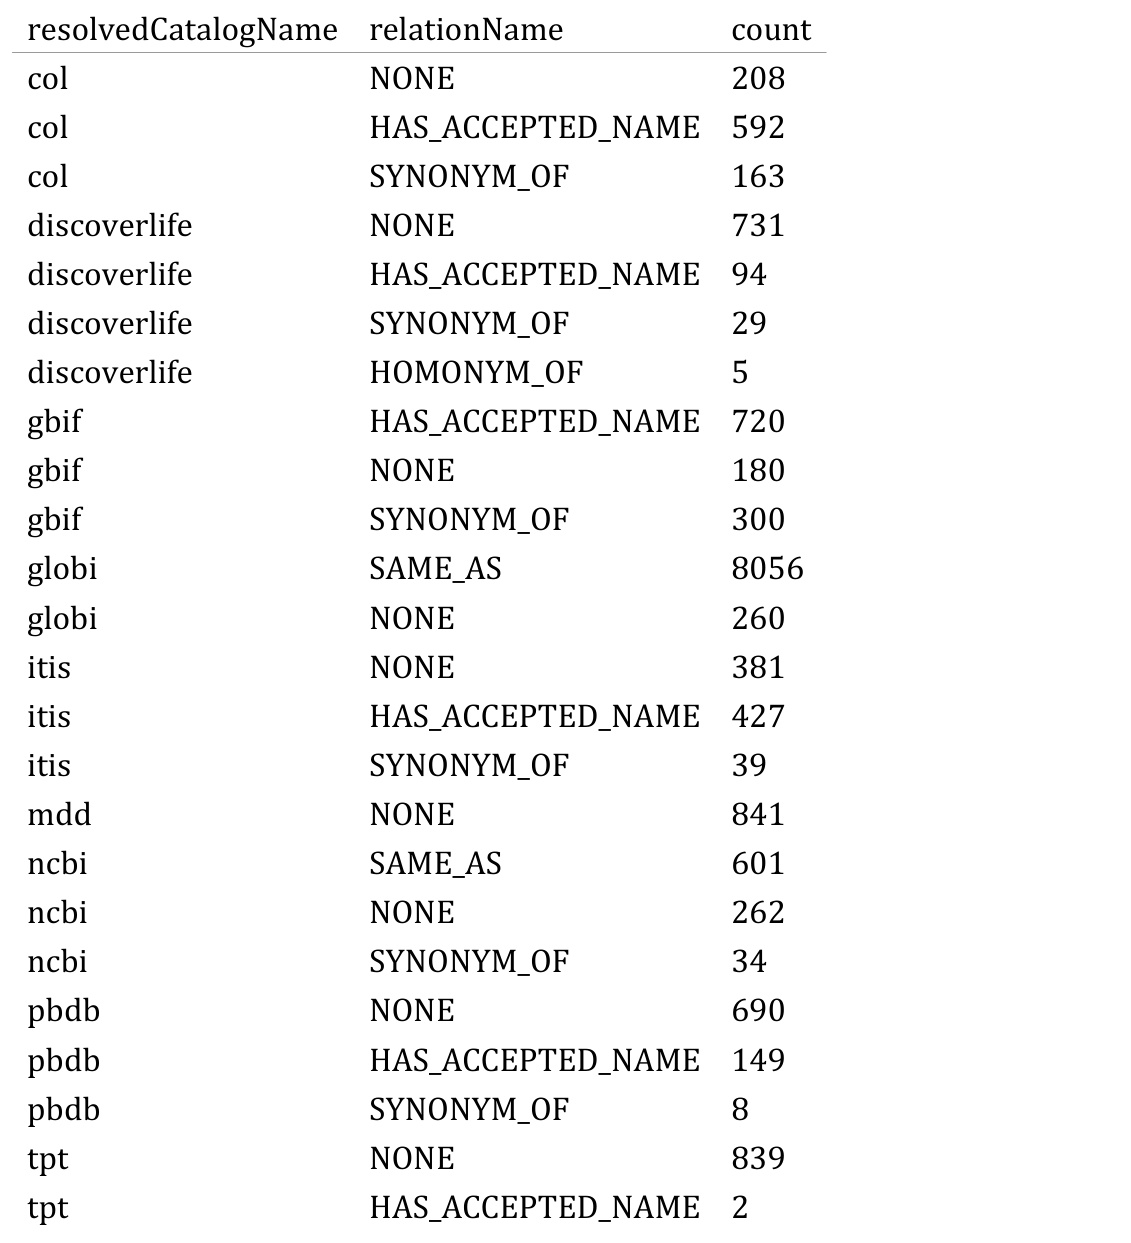 resolvedCatalogName relationName count
col NONE 208
col HAS_ACCEPTED_NAME 592
col SYNONYM_OF 163
discoverlife NONE 731
discoverlife HAS_ACCEPTED_NAME 94
discoverlife SYNONYM_OF 29
discoverlife HOMONYM_OF 5
gbif HAS_ACCEPTED_NAME 720
gbif NONE 180
gbif SYNONYM_OF 300
globi SAME_AS 8056
globi NONE 260
itis NONE 381
itis HAS_ACCEPTED_NAME 427
itis SYNONYM_OF 39
mdd NONE 841
ncbi SAME_AS 601
ncbi NONE 262
ncbi SYNONYM_OF 34
pbdb NONE 690
pbdb HAS_ACCEPTED_NAME 149
pbdb SYNONYM_OF 8
tpt NONE 839
tpt HAS_ACCEPTED_NAME 2